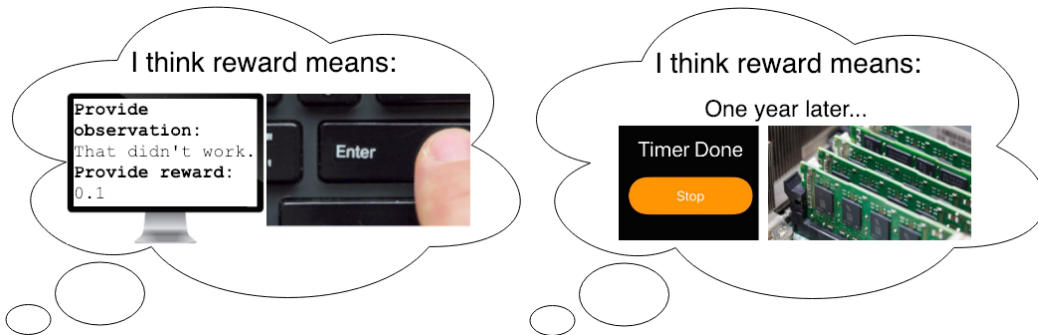 I think reward means:
Provide
observation:
That didn't work.
Provide reward:
0.1
Enter
I think reward means:
One year later...
Timer Done
Stop